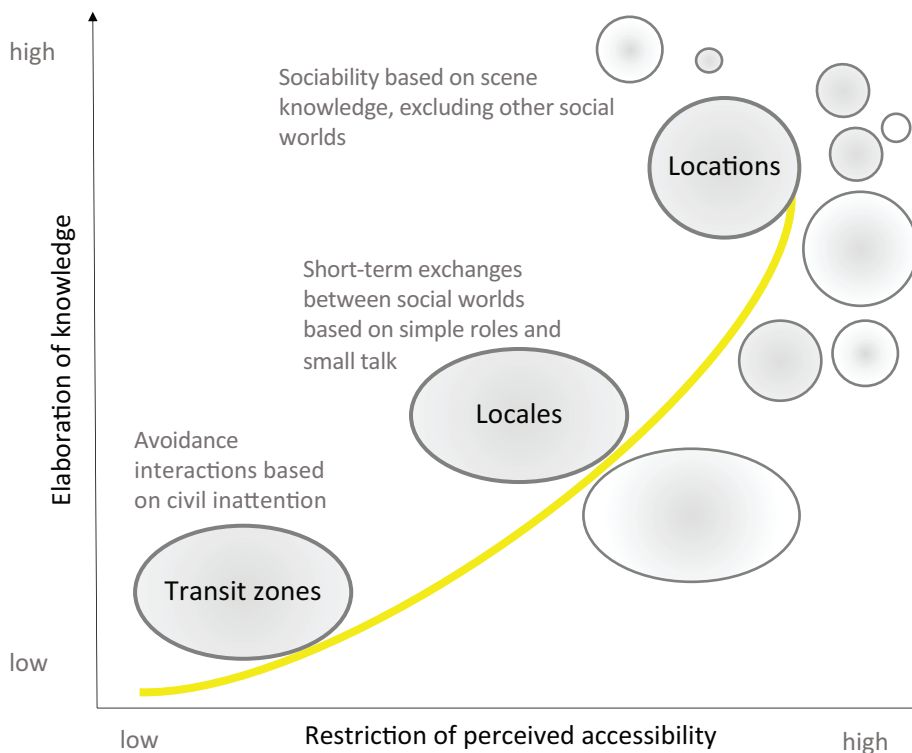 high
Sociability based on scene
knowledge, excluding other social
worlds
Locations
Elaboration of knowledge
Short-term exchanges
between social worlds
based on simple roles and
small talk
Locales
Avoidance
interactions based
on civil inattention
Transit zones
low
low
Restriction of perceived accessibility
high